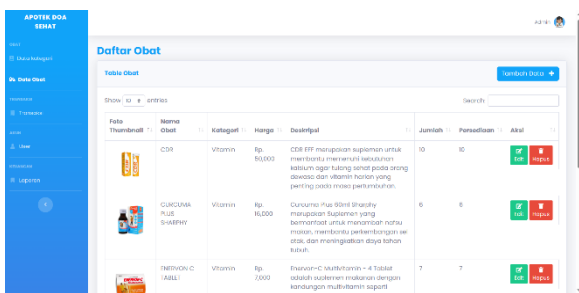 APOTEK DOA
SEHAT
Admin
Data Kategori
Data Obat
Transaksi
User
Laporan
Daftar Obat
Table Obat
Tambah Data +
Show 10 entries
Search:
Foto
Thumbnail
Nama
Obat
Kategori
Harga
Deskripsi
Jumlah
Persediaan
Aksi
CDR
Vitamin
Rp.
50,000
CDR EFF merupakan suplemen untuk
membantu memenuhi kebutuhan
kalsium agar tulang sehat pada orang
dewasa dan vitamin harian yang
penting pada masa pertumbuhan.
10
10
Edit
Hapus
CURCUMA
PLUS
SHARPHY
Vitamin
Rp.
16,000
Curcuma Plus 60ml Sharphy
merupakan Suplemen yang
bermanfaat untuk menambah nafsu
makan, membantu perkembangan sel
otak, dan meningkatkan daya tahan
tubuh.
Edit
Hapus
ENERVON C
TABLET
Vitamin
Rp.
7,000
Enervon-C Multivitamin - 4 Tablet
adalah suplemen makanan dengan
kandungan multivitamin seperti
7
7
Edit
Hapus